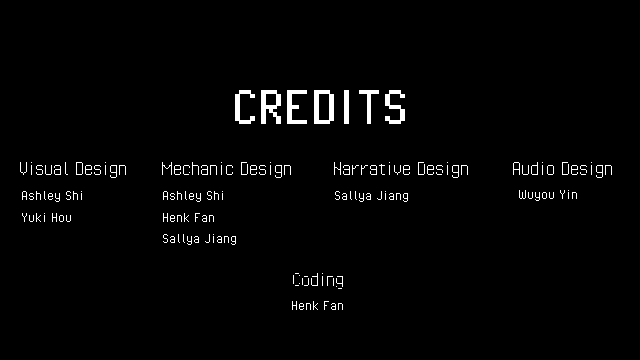 CREDITS
Visual Design
Ashley Shi
Yuki Hou
Mechanic Design
Ashley Shi
Henk Fan
Sallya Jiang
Narrative Design
Sallya Jiang
Audio Design
Wuyou Yin
Coding
Henk Fan